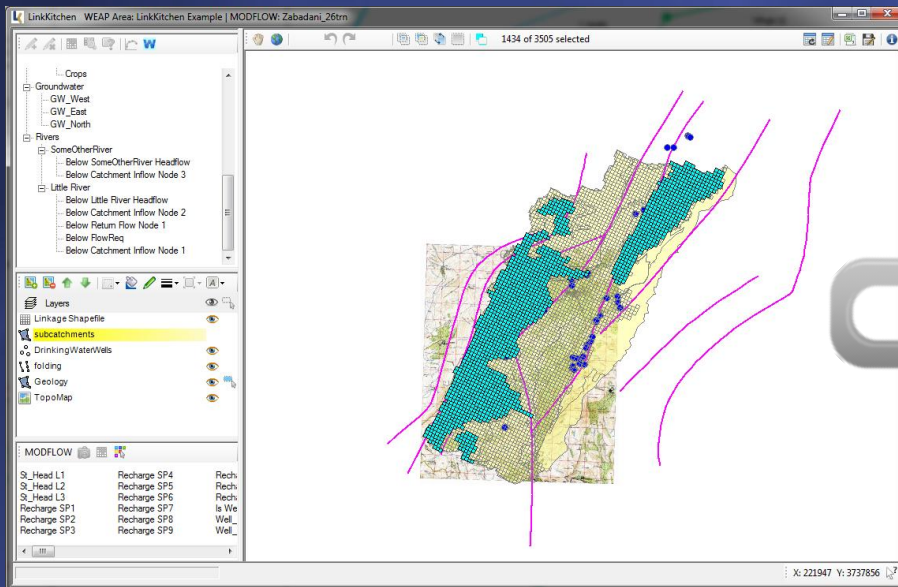 LinkKitchen WEAP Area: LinkKitchen Example | MODFLOW: Zabadani_26trn
1434 of 3505 selected
W
Crops
Groundwater
GW_West
GW_East
GW_North
Rivers
SomeOtherRiver
Below SomeOtherRiver Headflow
Below Catchment Inflow Node 3
Little River
Below Little River Headflow
Below Catchment Inflow Node 2
Below Return Flow Node 1
Below FlowReq
Below Catchment Inflow Node 1
A
Layers
Linkage Shapefile
subcatchments
DrinkingWaterWells
folding
Geology
TopoMap
MODFLOW
St_Head L1 Recharge SP4
St_Head L2 Recharge SP5
St_Head L3 Recharge SP6
Recharge SP1 Recharge SP7 Is We
Recharge SP2 Recharge SP8 Well_
Recharge SP3 Recharge SP9 Well_
X: 221947 Y: 3737856